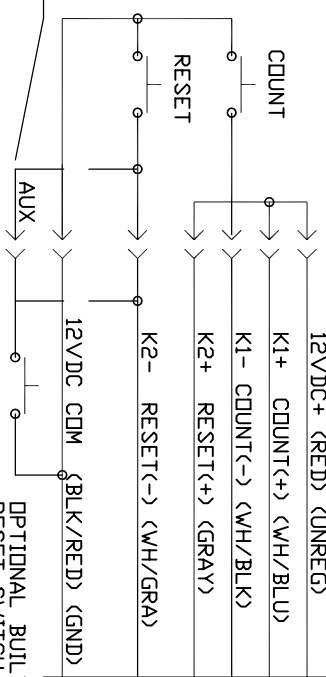 COUNT
RESET
AUX
12VDC+ (RED) (UNREG)
K1+ COUNT(+) (WH/BLU)
K1- COUNT(-) (WH/BLK)
K2+ RESET(+) (GRAY)
K2- RESET(-) (WH/GRA)
12VDC COM (BLK/RED) (GND)
OPTIONAL
RESET SWITCH